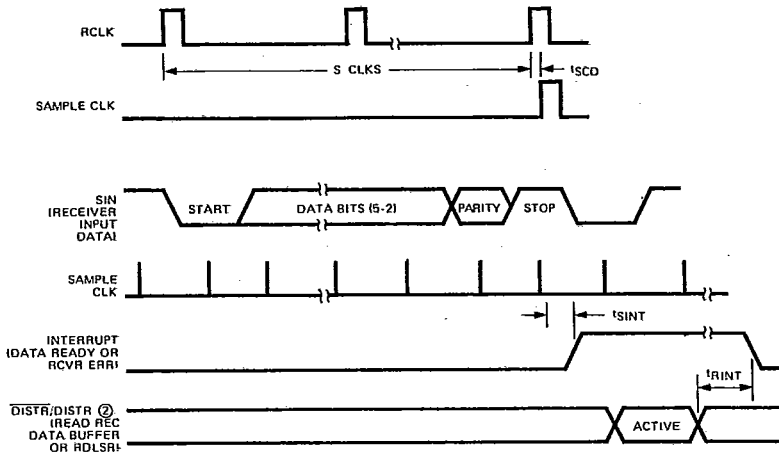 RCLK
S CLKS
tSCD
SAMPLE CLK
SIN
(RECEIVER
INPUT
DATA)
START
DATA BITS (5-2)
PARITY
STOP
SAMPLE
CLK
tSINT
INTERRUPT
(DATA READY OR
RCVR ERR)
tRINT
DISTR/DISTR ②
(READ REC
DATA BUFFER
OR RDLSR)
ACTIVE